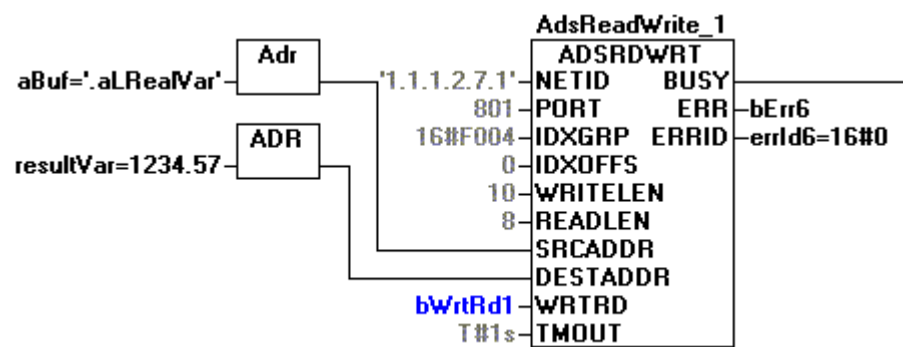 AdsReadWrite_1
Adr
ADSRDWRT
aBuf='.aLRealVar'
'1.1.1.2.7.1' NETID BUSY
801 PORT ERR bErr6
ADR
16#F004 IDXGRP ERRID errId6=16#0
resultVar=1234.57
0 IDXOFFS
10 WRITELEN
8 READLEN
SRCADDR
DESTADDR
bWrtRd1 WRTRD
T#1s TMOUT